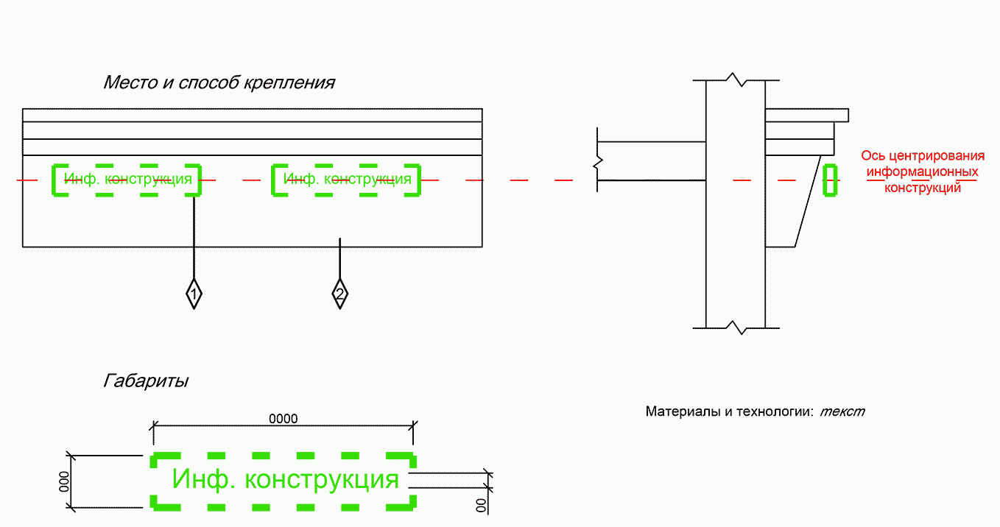 Место и способ крепления
Инф. конструкция
Инф. конструкция
Ось центрирования
информационных
конструкций
1
2
Габариты
Материалы и технологии: текст
0000
000
Инф. конструкция
00